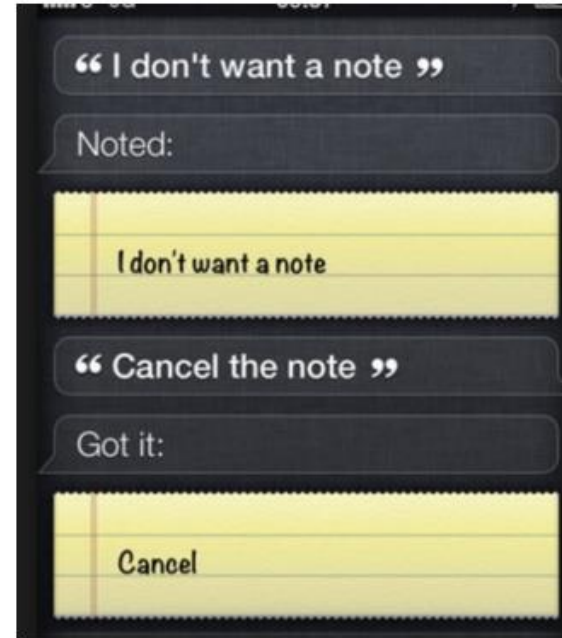 “ I don't want a note ”
Noted:
I don't want a note
“ Cancel the note ”
Got it:
Cancel